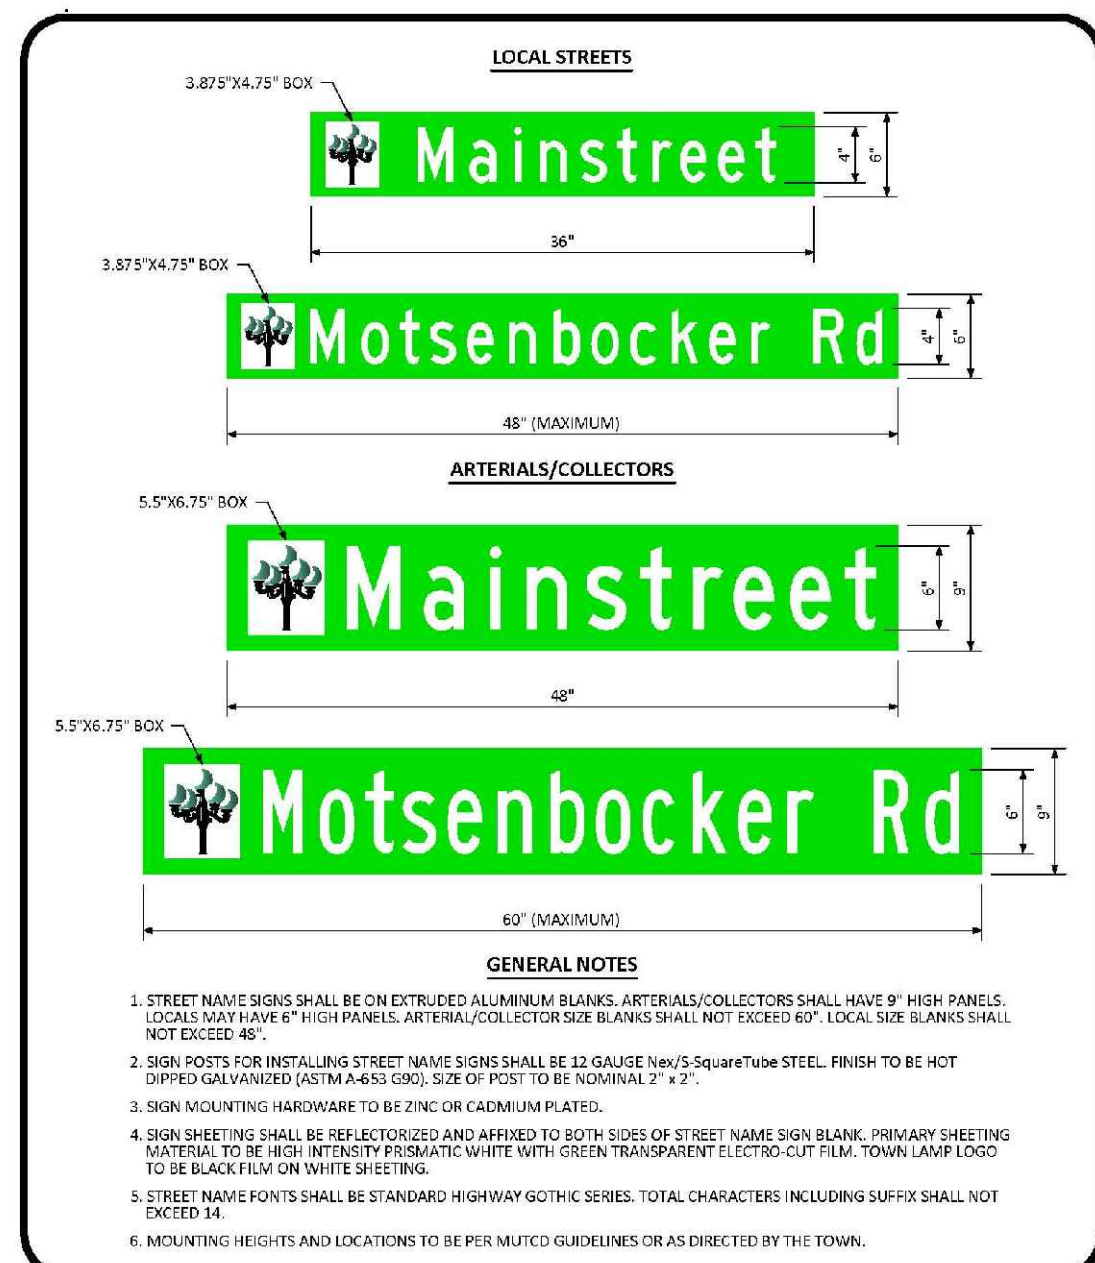 LOCAL STREETS
3.875"X4.75" BOX
Mainstreet
4"
6"
36"
3.875"X4.75" BOX
Motsenbocker Rd
4"
6"
48" (MAXIMUM)
ARTERIALS/COLLECTORS
5.5"X6.75" BOX
Mainstreet
6"
9"
48"
5.5"X6.75" BOX
Motsenbocker Rd
6"
9"
60" (MAXIMUM)
GENERAL NOTES
1. STREET NAME SIGNS SHALL BE ON EXTRUDED ALUMINUM BLANKS. ARTERIALS/COLLECTORS SHALL HAVE 9" HIGH PANELS.
LOCALS MAY HAVE 6" HIGH PANELS. ARTERIAL/COLLECTOR SIZE BLANKS SHALL NOT EXCEED 60". LOCAL SIZE BLANKS SHALL
NOT EXCEED 48".
2. SIGN POSTS FOR INSTALLING STREET NAME SIGNS SHALL BE 12 GAUGE Nex/S-SquareTube STEEL. FINISH TO BE HOT
DIPPED GALVANIZED (ASTM A-653 G90). SIZE OF POST TO BE NOMINAL 2" x 2".
3. SIGN MOUNTING HARDWARE TO BE ZINC OR CADMIUM PLATED.
4. SIGN SHEETING SHALL BE REFLECTORIZED AND AFFIXED TO BOTH SIDES OF STREET NAME SIGN BLANK. PRIMARY SHEETING
MATERIAL TO BE HIGH INTENSITY PRISMATIC WHITE WITH GREEN TRANSPARENT ELECTRO-CUT FILM. TOWN LAMP LOGO
TO BE BLACK FILM ON WHITE SHEETING.
5. STREET NAME FONTS SHALL BE STANDARD HIGHWAY GOTHIC SERIES. TOTAL CHARACTERS INCLUDING SUFFIX SHALL NOT
EXCEED 14.
6. MOUNTING HEIGHTS AND LOCATIONS TO BE PER MUTCD GUIDELINES OR AS DIRECTED BY THE TOWN.